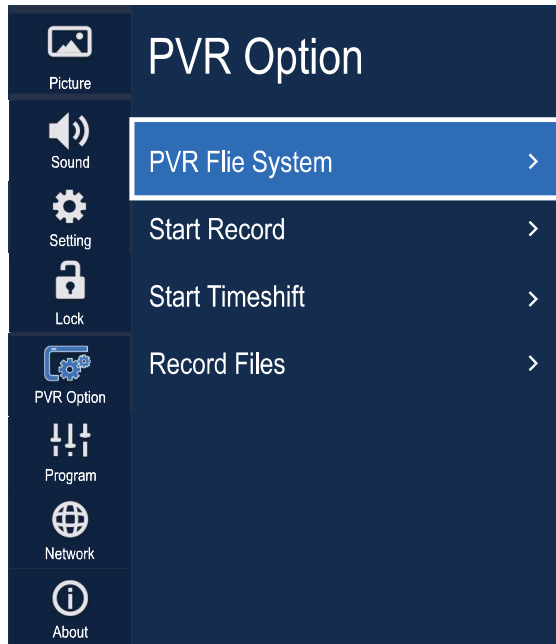 Picture
Sound
Setting
Lock
PVR Option
Program
Network
About
PVR Option
PVR Flie System
Start Record
Start Timeshift
Record Files